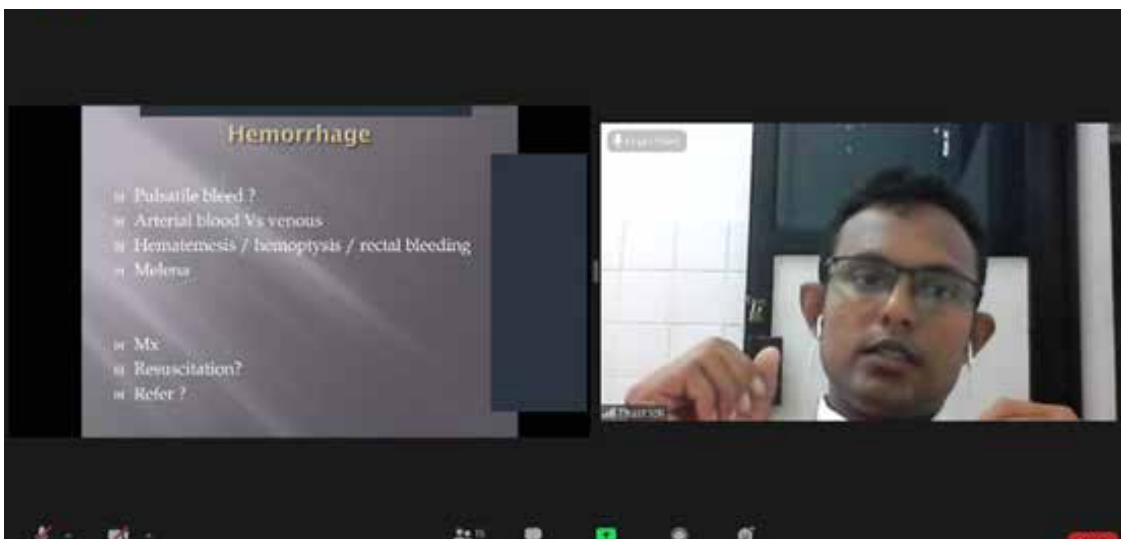 Hemorrhage
Pulsatile bleed ?
Arterial blood Vs venous
Hematemesis / hemoptysis / rectal bleeding
Melena
Mx
Resuscitation?
Refer ?